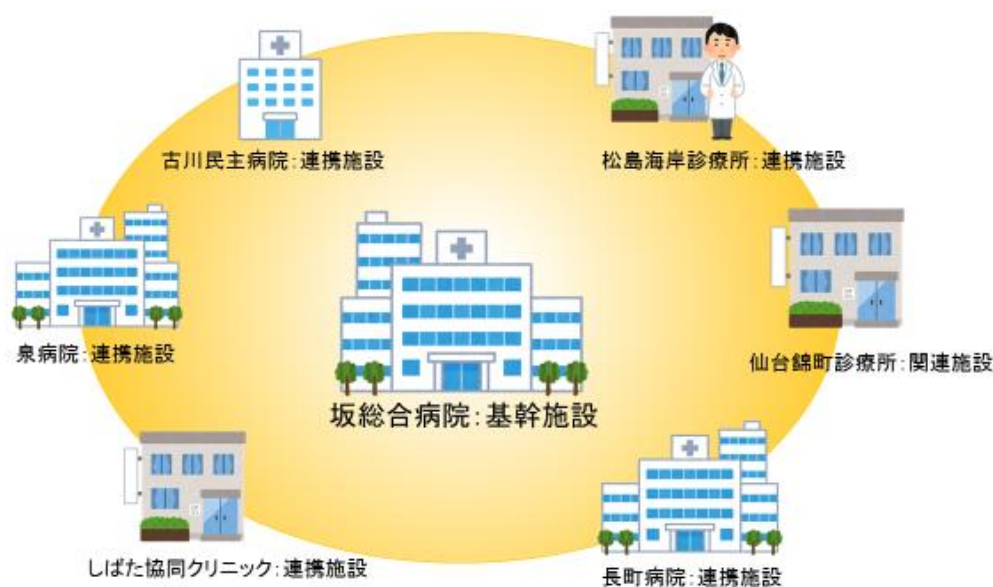 古川民主病院:連携施設
松島海岸診療所:連携施設
泉病院:連携施設
仙台錦町診療所:関連施設
坂総合病院:基幹施設
しばた協同クリニック:連携施設
長町病院:連携施設